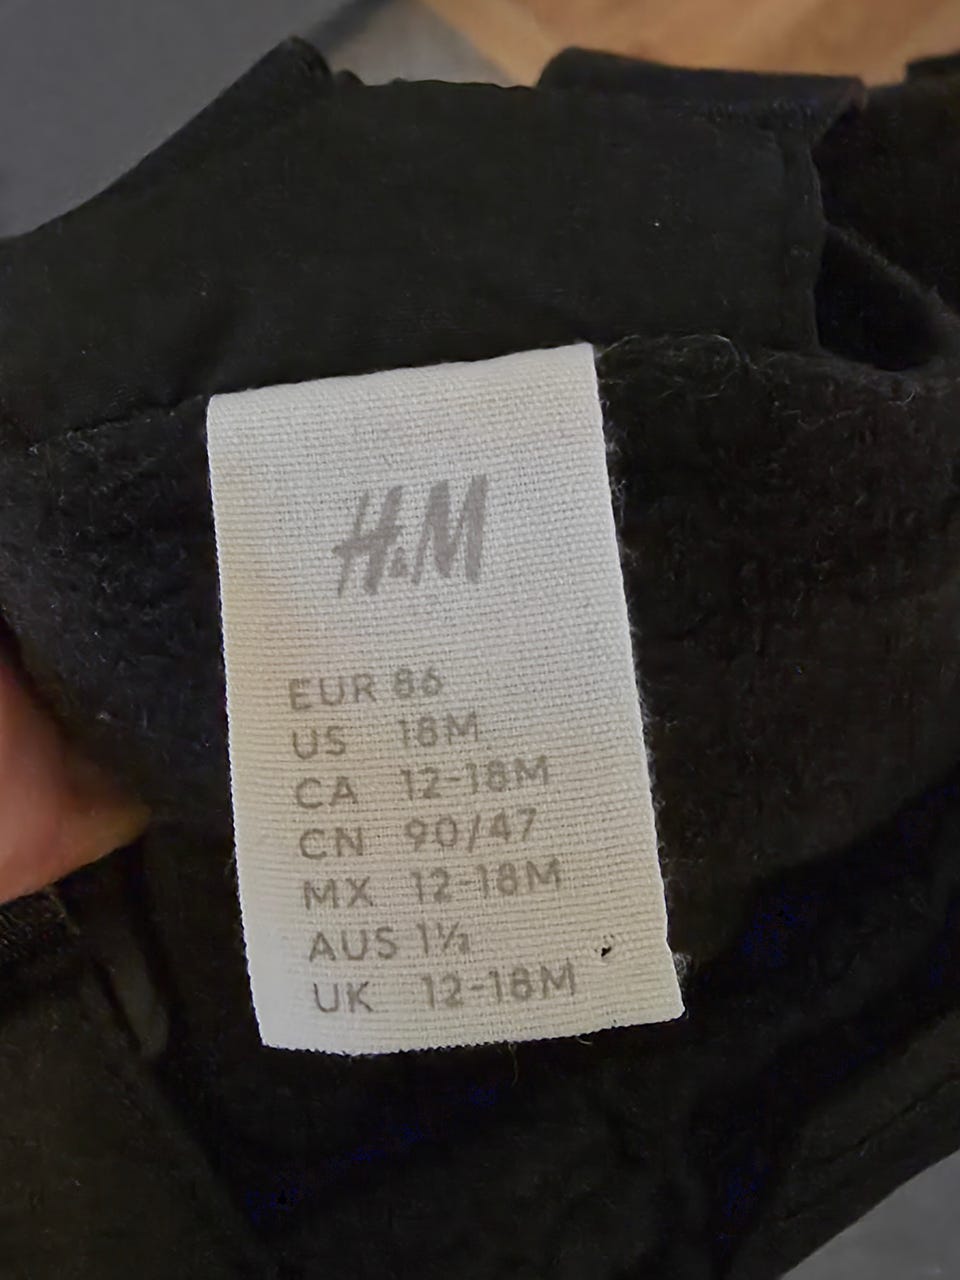 H&M
EUR 86
US 18M
CA 12-18M
CN 90/47
MX 12-18M
AUS 1½
UK 12-18M